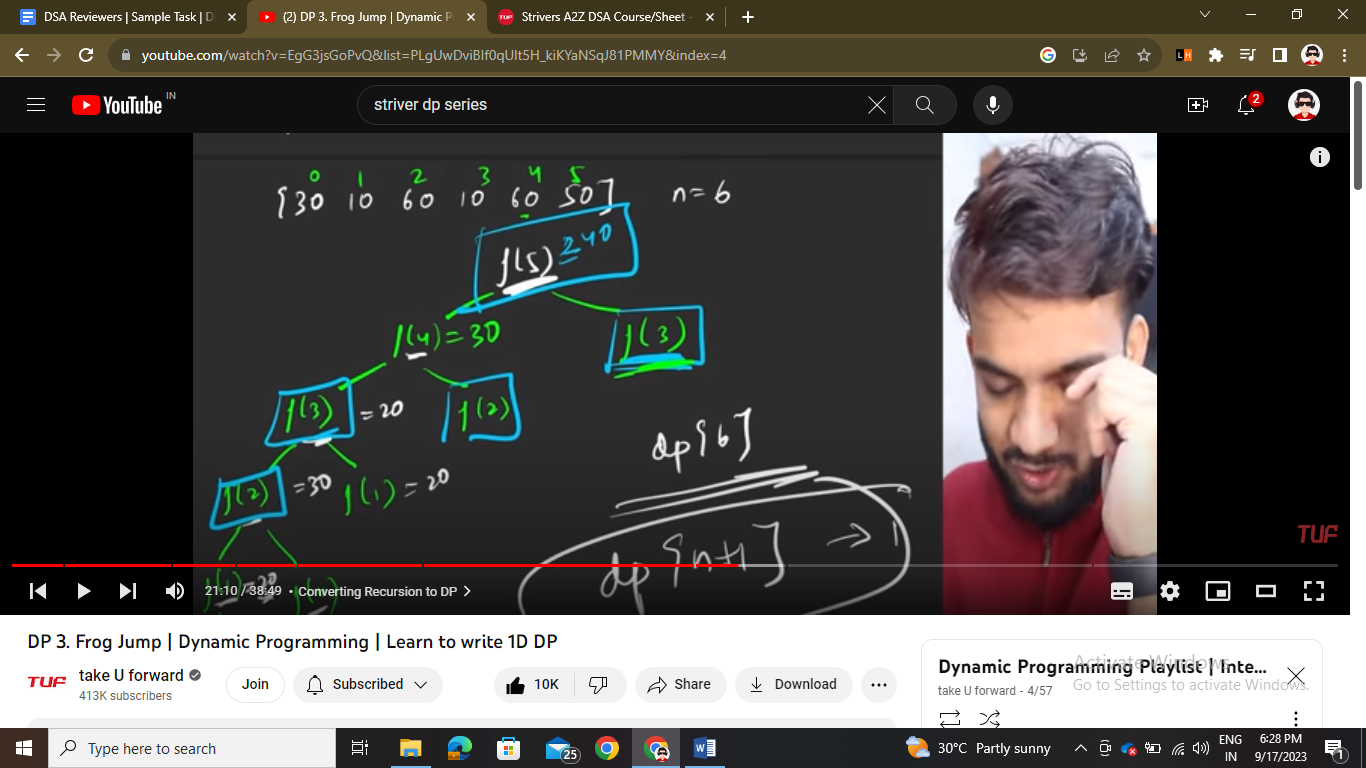 DSA Reviewers | Sample Task | D
(2) DP 3. Frog Jump | Dynamic P
Strivers A2Z DSA Course/Sheet -
youtube.com/watch?v=EgG3jsGoPvQ&list=PLgUwDviBIf0qUlt5H_kiKYaNSqJ81PMMY&index=4
YouTube IN
striver dp series
2
0 1 2 3 4 5
[30 10 60 10 60 50] n=6
f(5) 240
f(4) = 30 f(3)
f(3) = 20 f(2)
dp[6]
f(2) = 30 f(1) = 20
dp[n+1] →
TUF
21:10 / 38:49 • Converting Recursion to DP >
DP 3. Frog Jump | Dynamic Programming | Learn to write 1D DP
TUF take U forward
413K subscribers
Join
Subscribed
10K
Share
Download
Dynamic Programming Playlist | Inte...
take U forward - 4/57
Activate Windows
Go to Settings to activate Windows.
Type here to search
25
30°C Partly sunny
ENG
IN
6:28 PM
9/17/2023
1